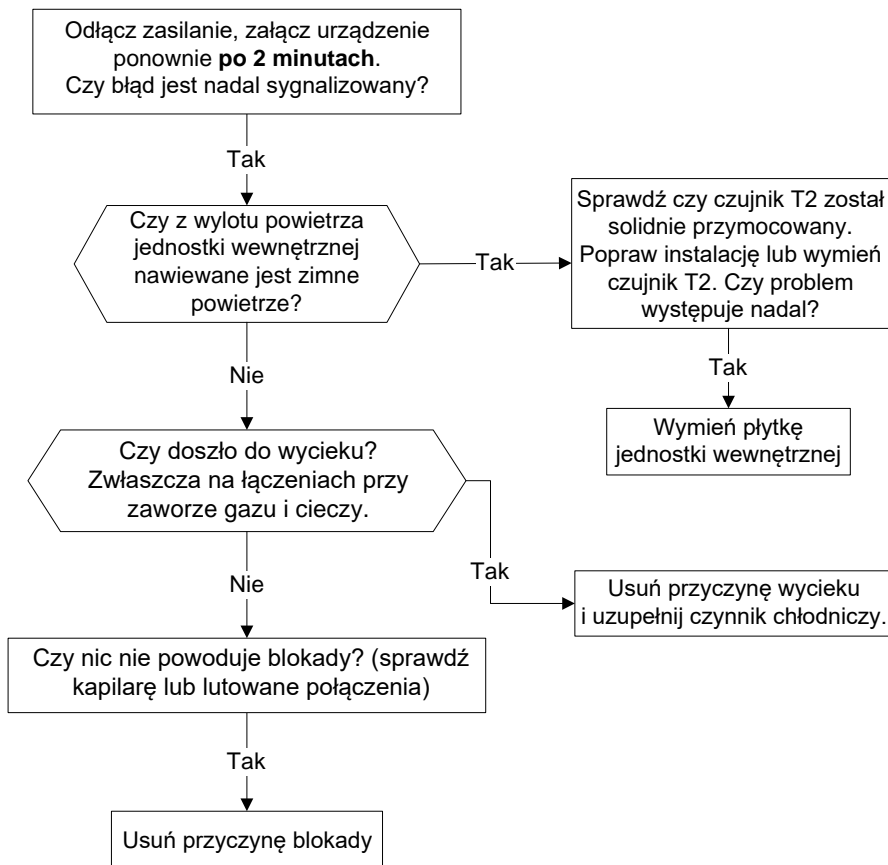 Odłącz zasilanie, załącz urządzenie
ponownie po 2 minutach.
Czy błąd jest nadal sygnalizowany?
Tak
Czy z wylotu powietrza
jednostki wewnętrznej
nawiewane jest zimne
powietrze?
Tak
Sprawdź czy czujnik T2 został
solidnie przymocowany.
Popraw instalację lub wymień
czujnik T2. Czy problem
występuje nadal?
Tak
Wymień płytkę
jednostki wewnętrznej
Nie
Czy doszło do wycieku?
Zwłaszcza na łączeniach przy
zaworze gazu i cieczy.
Tak
Usuń przyczynę wycieku
i uzupełnij czynnik chłodniczy.
Nie
Czy nic nie powoduje blokady? (sprawdź
kapilarę lub lutowane połączenia)
Tak
Usuń przyczynę blokady